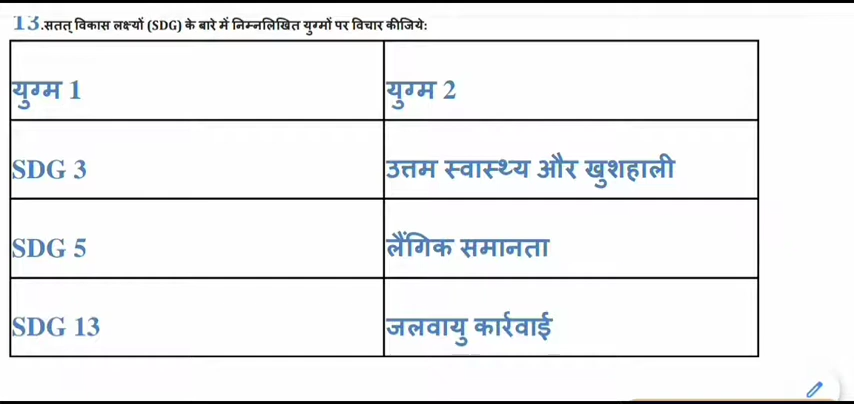 13.सतत् विकास लक्ष्यों (SDG) के बारे में निम्नलिखित युग्मों पर विचार कीजिये:
युग्म 1 युग्म 2
SDG 3 उत्तम स्वास्थ्य और खुशहाली
SDG 5 लैंगिक समानता
SDG 13 जलवायु कार्रवाई